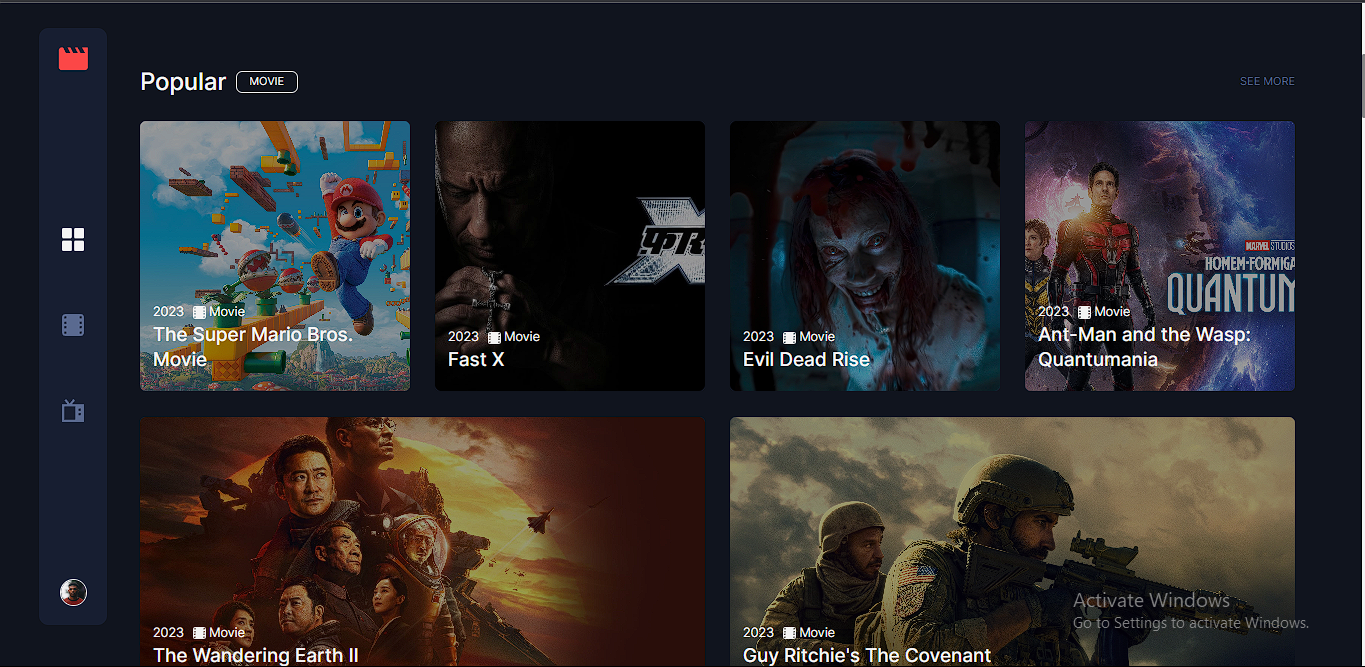 Popular MOVIE SEE MORE
MARVEL STUDIOS
HOMEM-FORMIGA
QUANTUM
2023 Movie
The Super Mario Bros.
Movie
2023 Movie
Fast X
2023 Movie
Evil Dead Rise
2023 Movie
Ant-Man and the Wasp:
Quantumania
2023 Movie
The Wandering Earth II
2023 Movie
Guy Ritchie's The Covenant
Activate Windows
Go to Settings to activate Windows.